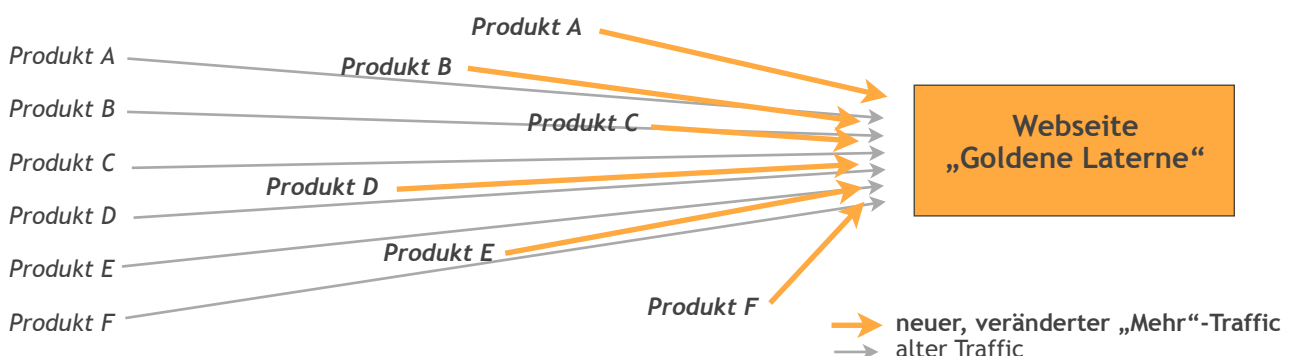 Produkt A
Produkt A
Produkt B
Produkt B
Produkt C
Produkt C
Produkt D
Produkt D
Produkt E
Produkt E
Produkt F
Produkt F
Webseite
„Goldene Laterne“
neuer, veränderter „Mehr“-Traffic
alter Traffic